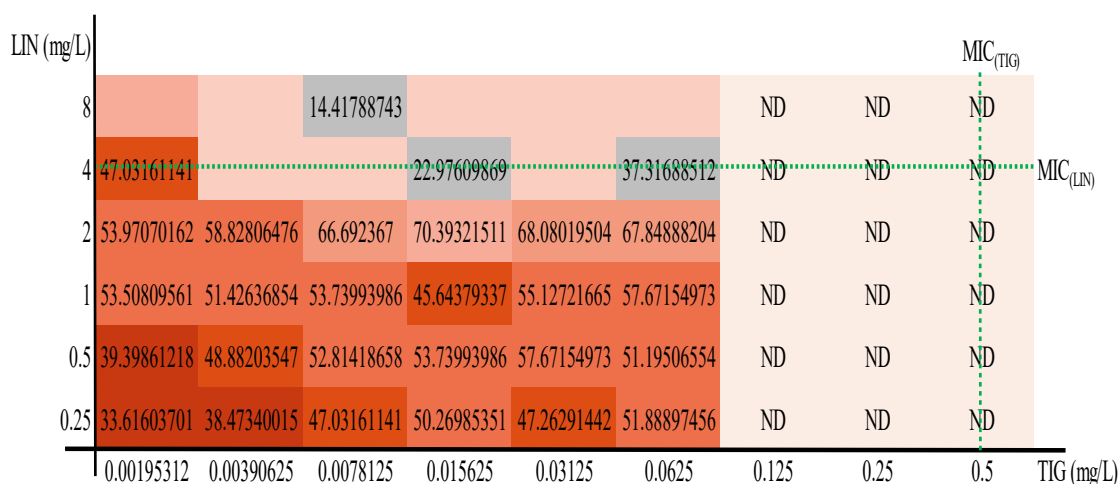 LIN (mg/L)
MIC(TIG)
8 14.41788743 ND ND ND
4 47.03161141 22.97609869 37.31688512 ND ND ND MIC(LIN)
2 53.97070162 58.82806476 66.692367 70.39321511 68.08019504 67.84888204 ND ND ND
1 53.50809561 51.42636854 53.73993986 45.64379337 55.12721665 57.67154973 ND ND ND
0.5 39.39861218 48.88203547 52.81418658 53.73993986 57.67154973 51.19506554 ND ND ND
0.25 33.61603701 38.47340015 47.03161141 50.26985351 47.26291442 51.88897456 ND ND ND
0.00195312 0.00390625 0.0078125 0.015625 0.03125 0.0625 0.125 0.25 0.5 TIG (mg/L)